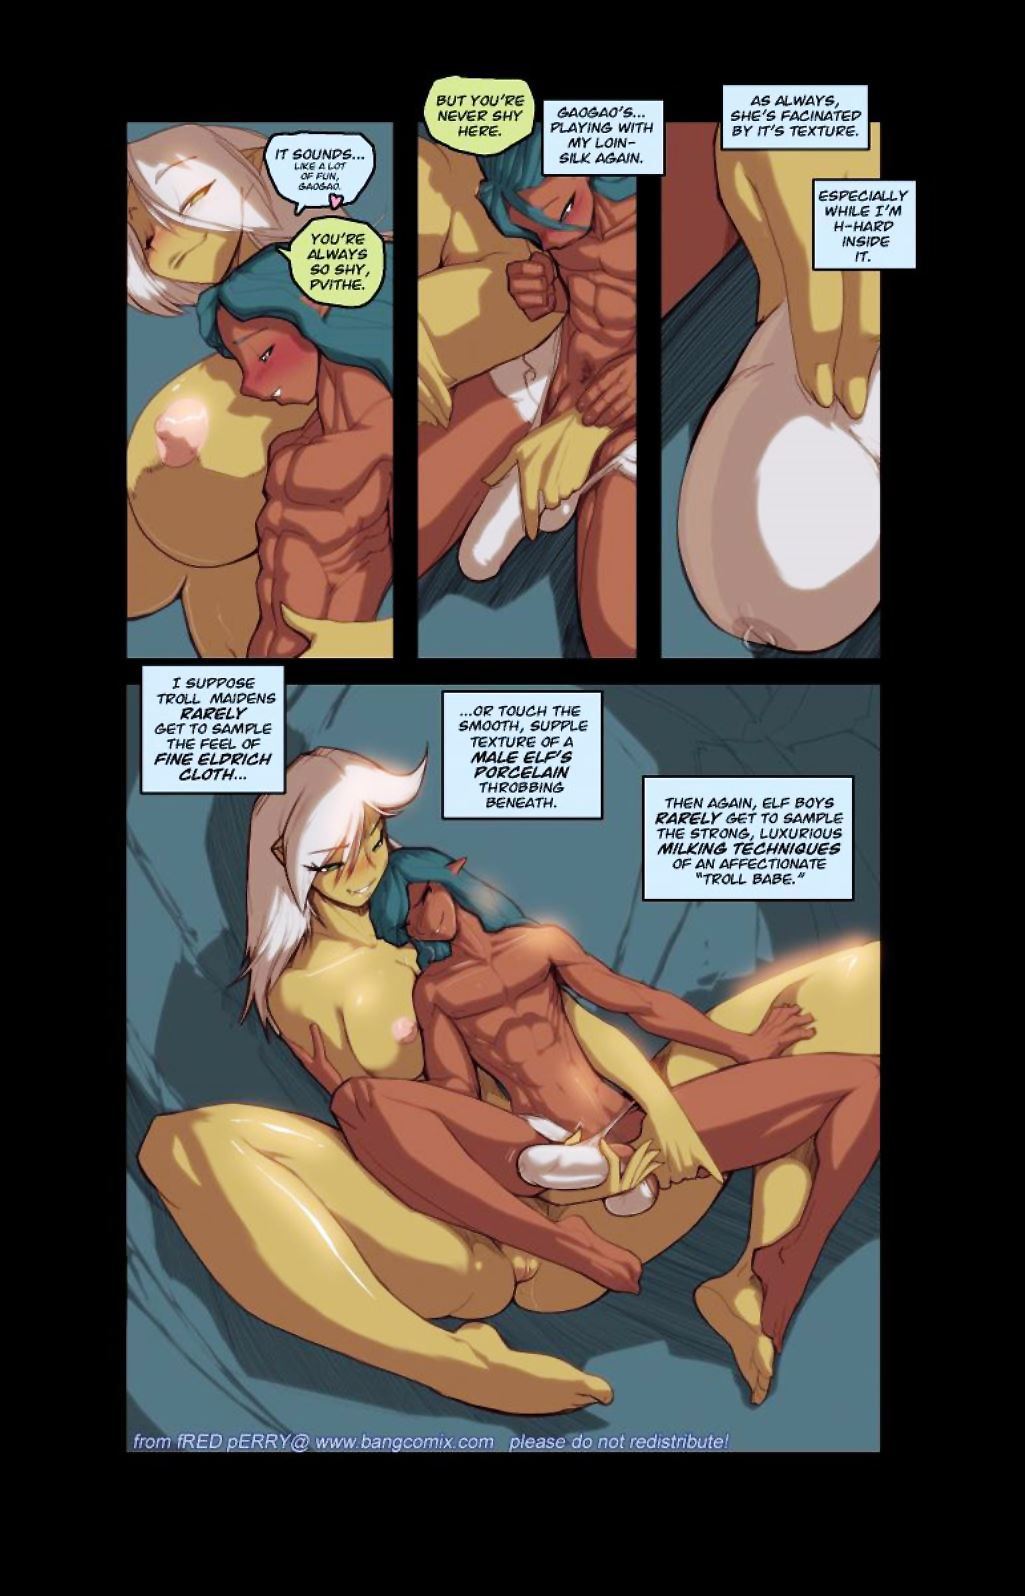 IT SOUNDS...
LIKE A LOT
OF FUN,
GAOGAO.
YOU'RE
ALWAYS
SO SHY,
PVITHE.
BUT YOU'RE
NEVER SHY
HERE.
GAOGAO'S...
PLAYING WITH
MY LOIN-
SILK AGAIN.
AS ALWAYS,
SHE'S FACINATED
BY IT'S TEXTURE.
ESPECIALLY
WHILE I'M
H-HARD
INSIDE
IT.
I SUPPOSE
TROLL MAIDENS
RARELY
GET TO SAMPLE
THE FEEL OF
FINE ELDRICH
CLOTH...
...OR TOUCH THE
SMOOTH, SUPPLE
TEXTURE OF A
MALE ELF'S
PORCELAIN
THROBBING
BENEATH.
THEN AGAIN, ELF BOYS
RARELY GET TO SAMPLE
THE STRONG, LUXURIOUS
MILKING TECHNIQUES
OF AN AFFECTIONATE
"TROLL BABE."
from fRED pERRY@ www.bangcomix.com please do not redistribute!